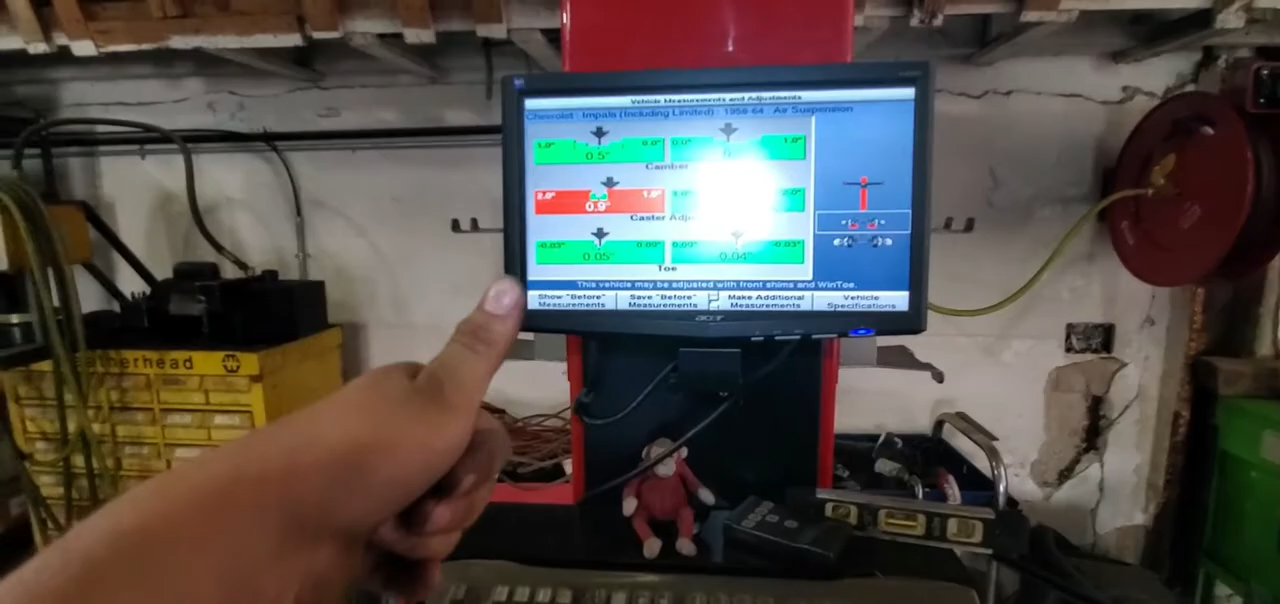 Vehicle Measurements and Adjustments
Chevrolet : Impala (Including Limited) : 1958-64 : Air Suspension
1.0° 0.0° 0.0° 1.0°
0.5°
Camber
2.0° 1.0°
0.9°
Caster
-0.03° 0.09° 0.09° -0.03°
0.05° 0.04°
Toe
This vehicle may be adjusted with front shims and WinToe.
Show "Before" Measurements
Save "Before" Measurements
Make Additional Measurements
Vehicle Specifications
acer
eatherhead